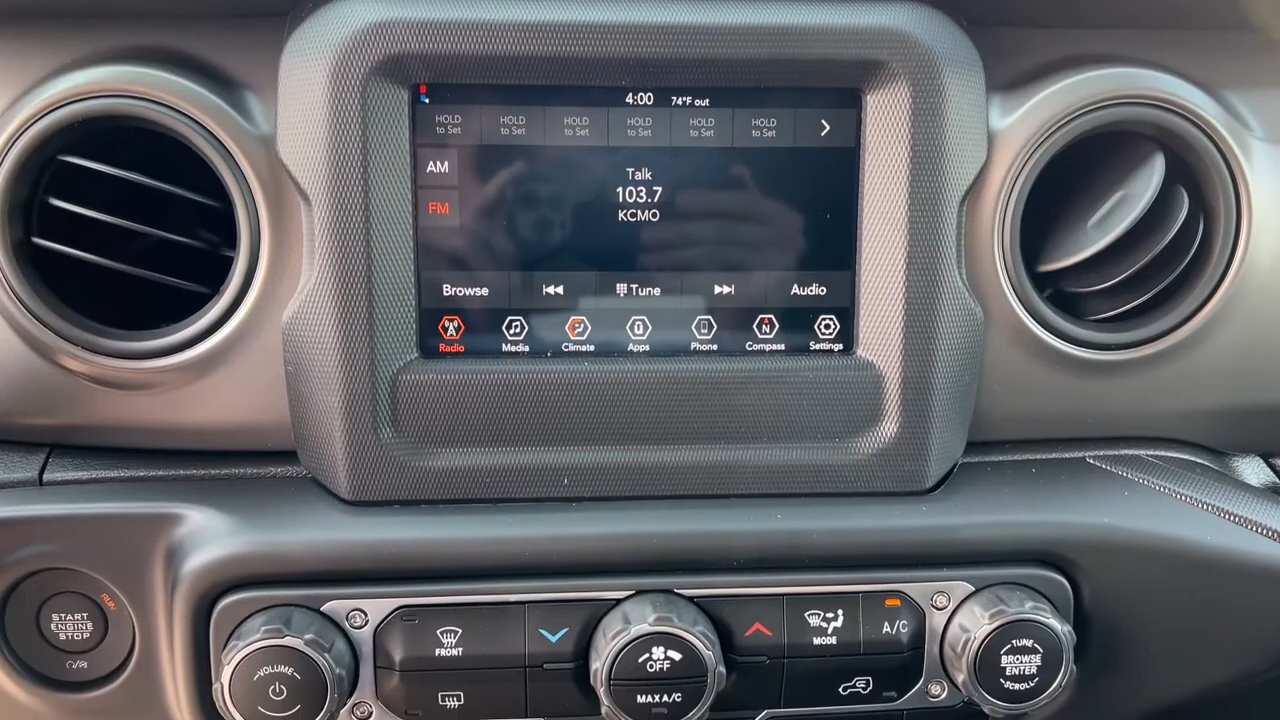 4:00 74°F out
HOLD to Set
HOLD to Set
HOLD to Set
HOLD to Set
HOLD to Set
HOLD to Set
AM
FM
Talk
103.7
KCMO
Browse
Tune
Audio
Radio
Media
Climate
Apps
Phone
Compass
N
Settings
RUN
START
ENGINE
STOP
VOLUME
FRONT
OFF
MAX A/C
MODE
A/C
TUNE
BROWSE
ENTER
SCROLL